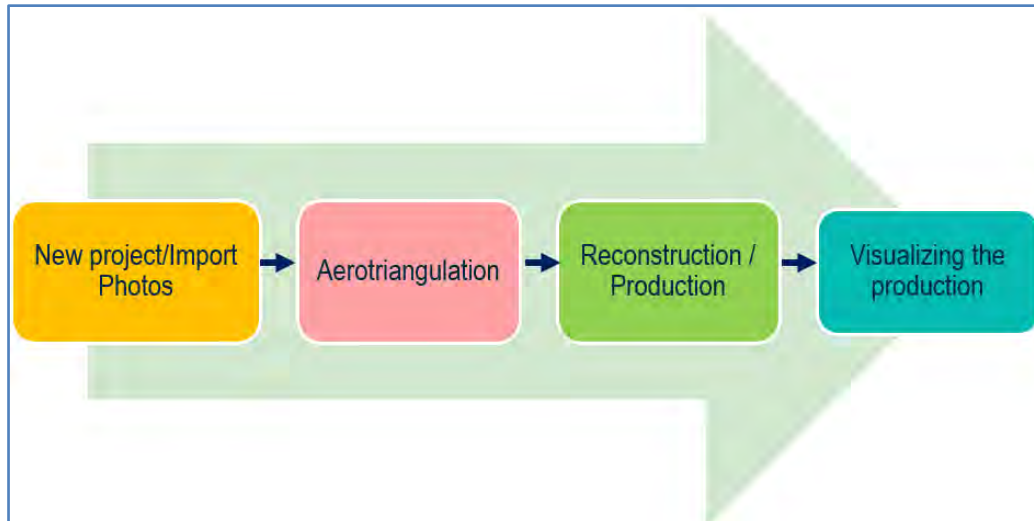 New project/Import
Photos
Aerotriangulation
Reconstruction /
Production
Visualizing the
production